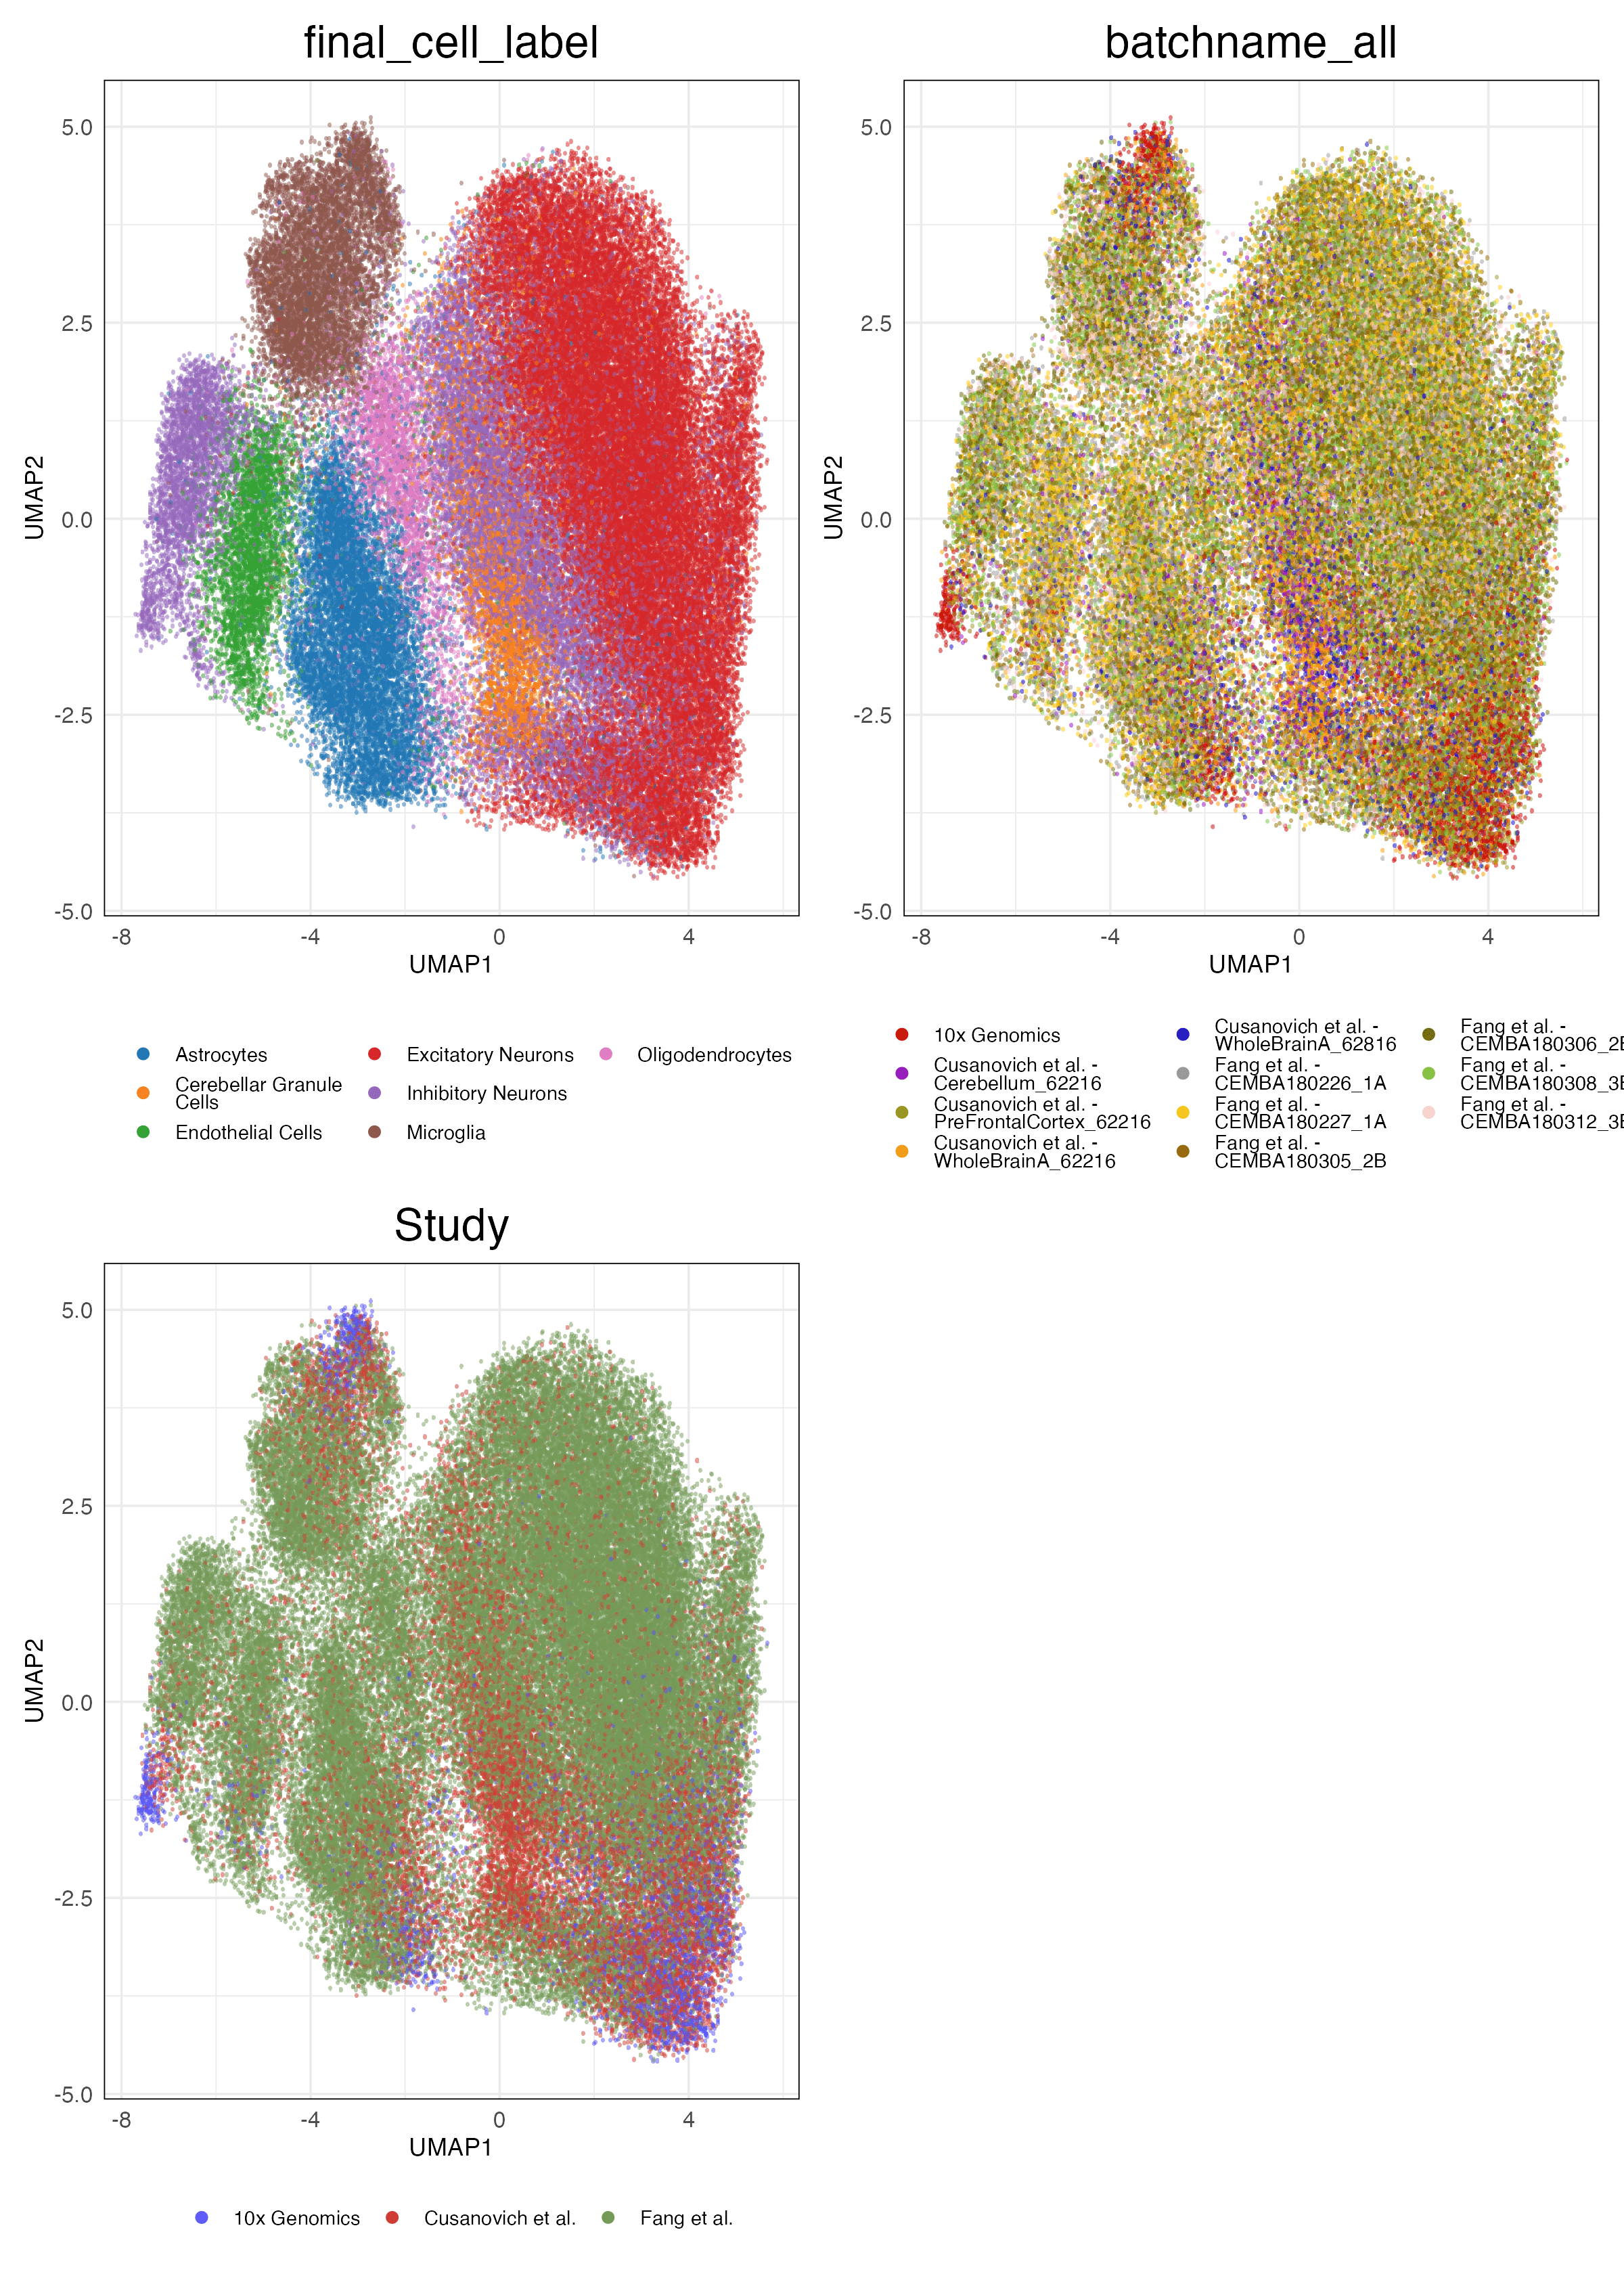 final_cell_label
batchname_all
5.0
2.5
0.0
-2.5
-5.0
UMAP2
-8
-4
0
4
UMAP1
5.0
2.5
0.0
-2.5
-5.0
UMAP2
-8
-4
0
4
UMAP1
Astrocytes
Cerebellar Granule
Cells
Endothelial Cells
Excitatory Neurons
Inhibitory Neurons
Microglia
Oligodendrocytes
10x Genomics
Cusanovich et al. -
Cerebellum_62216
Cusanovich et al. -
PreFrontalCortex_62216
Cusanovich et al. -
WholeBrainA_62216
Cusanovich et al. -
WholeBrainA_62816
Fang et al. -
CEMBA180226_1A
Fang et al. -
CEMBA180227_1A
Fang et al. -
CEMBA180305_2B
Fang et al. -
CEMBA180306_2
Fang et al. -
CEMBA180308_3
Fang et al. -
CEMBA180312_3
Study
5.0
2.5
0.0
-2.5
-5.0
UMAP2
-8
-4
0
4
UMAP1
10x Genomics
Cusanovich et al.
Fang et al.